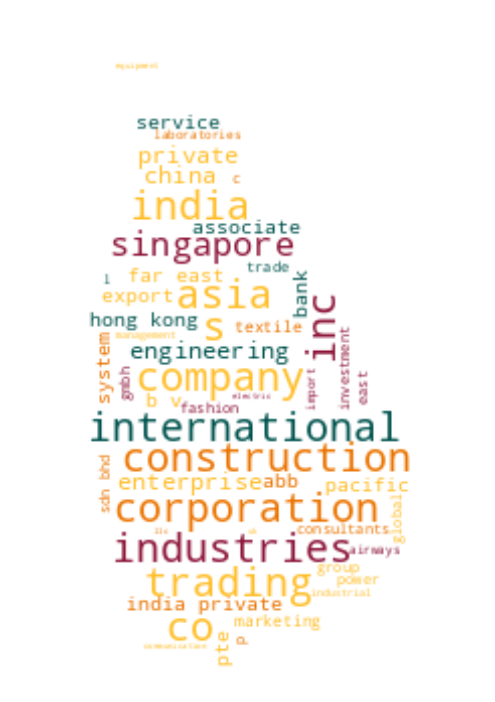 equipment
service
laboratories
private
china c
india
associate
singapore
trade
l far east
bank
export asia
inc
hong kong s textile
management
system
engineering
investment
gmbh company
import
east
electric
b v
fashion
international
construction
sdn bhd
enterprise abb pacific
corporation
global
consultants
llc
industries airways
group
trading power
industrial
india private
co marketing
pte
p
communication